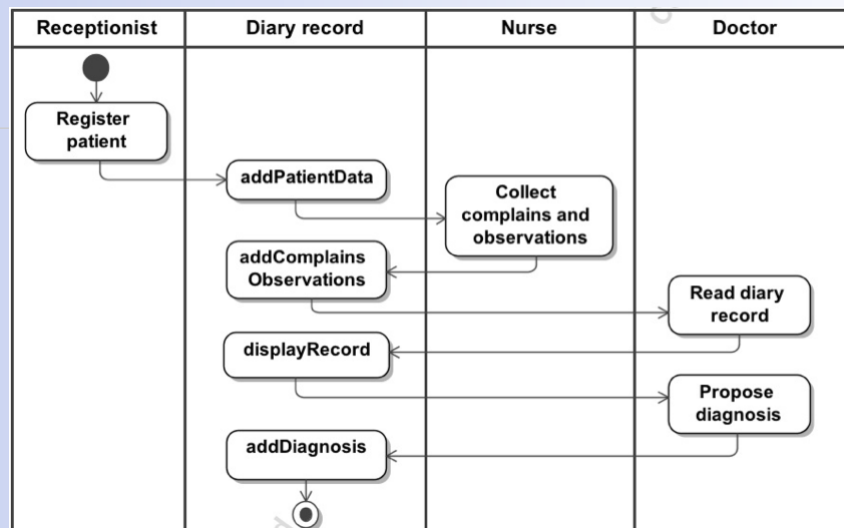 Receptionist
Diary record
Nurse
Doctor
Register
patient
addPatientData
Collect
complains and
observations
addComplains
Observations
Read diary
record
displayRecord
Propose
diagnosis
addDiagnosis